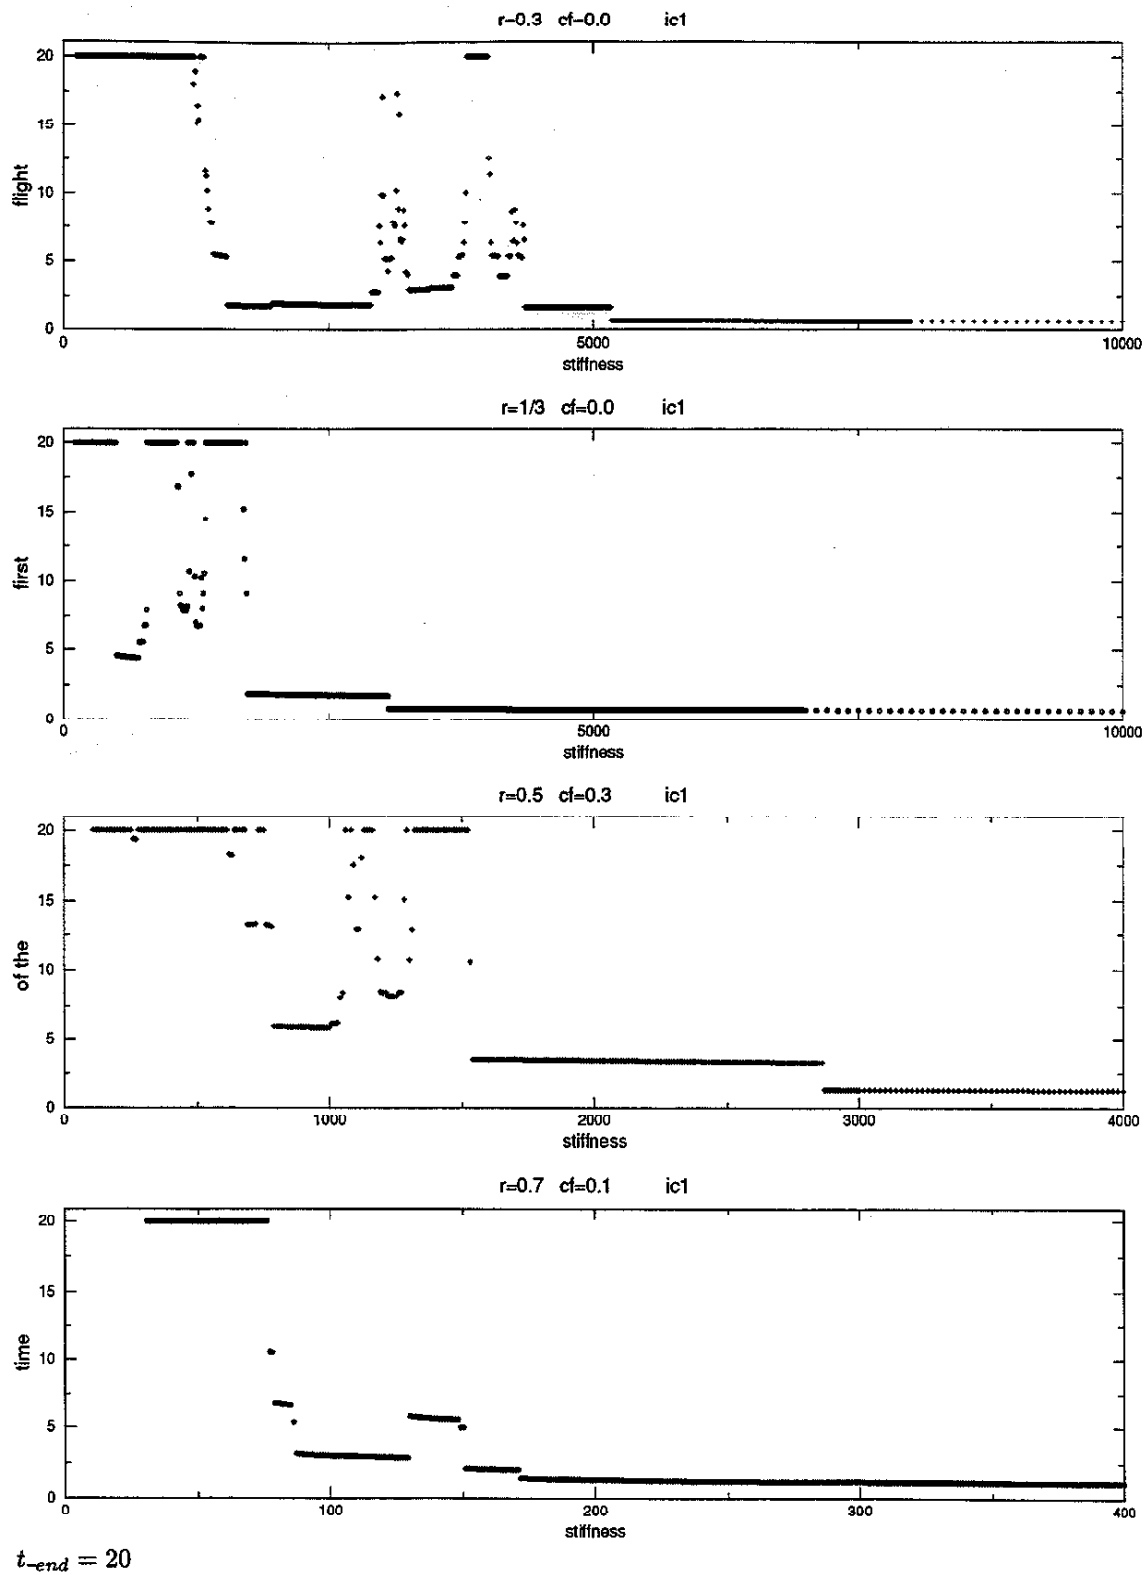 r=0.3 cf=0.0 ic1
20
15
10
5
0
flight
0 5000 10000
stiffness
r=1/3 cf=0.0 ic1
20
15
10
5
0
first
0 5000 10000
stiffness
r=0.5 cf=0.3 ic1
20
15
10
5
0
of the
0 1000 2000 3000 4000
stiffness
r=0.7 cf=0.1 ic1
20
15
10
5
0
time
0 100 200 300 400
stiffness
t_end = 20